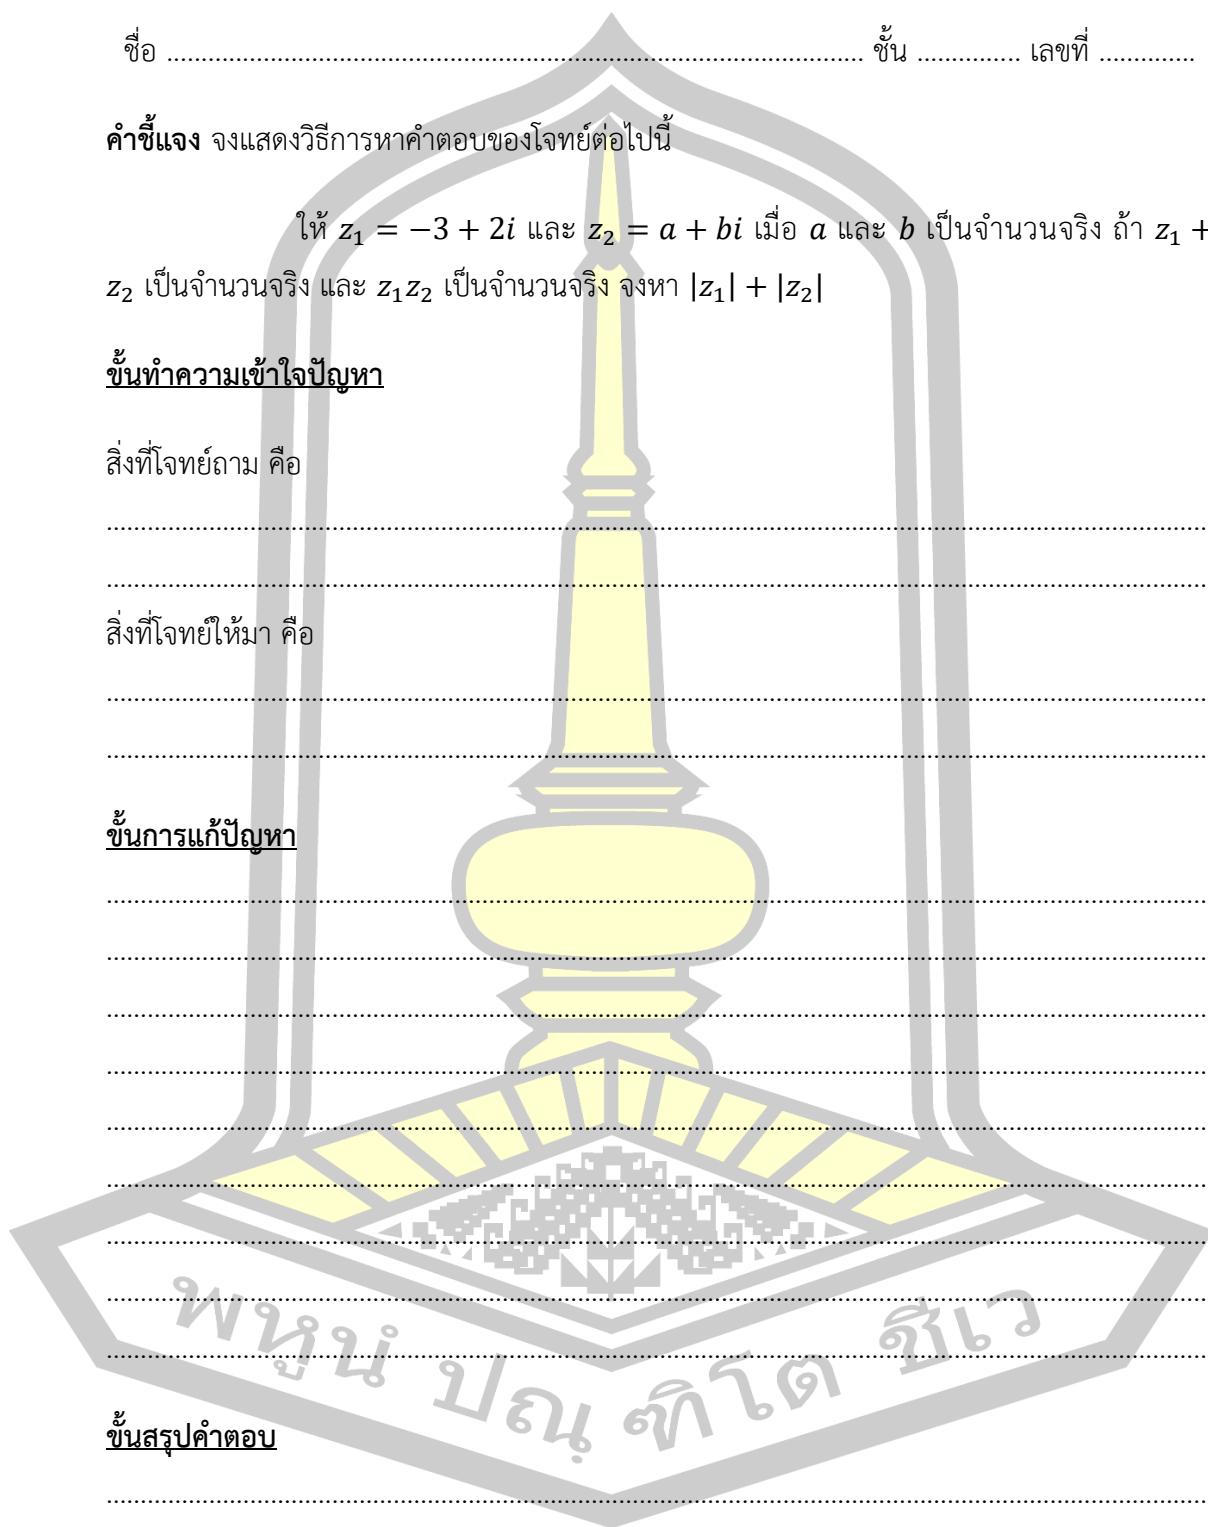 ชื่อ .................................................................................................... ชั้น ............... เลขที่ ..............
คำชี้แจง จงแสดงวิธีการหาคำตอบของโจทย์ต่อไปนี้
ให้ z₁ = −3 + 2i และ z₂ = a + bi เมื่อ a และ b เป็นจำนวนจริง ถ้า z₁ +
z₂ เป็นจำนวนจริง และ z₁z₂ เป็นจำนวนจริง จงหา |z₁| + |z₂|
ขั้นทำความเข้าใจปัญหา
สิ่งที่โจทย์ถาม คือ
สิ่งที่โจทย์ให้มา คือ
ขั้นการแก้ปัญหา
พหูนํ ปณฺฑิโต ชีเว
ขั้นสรุปคำตอบ